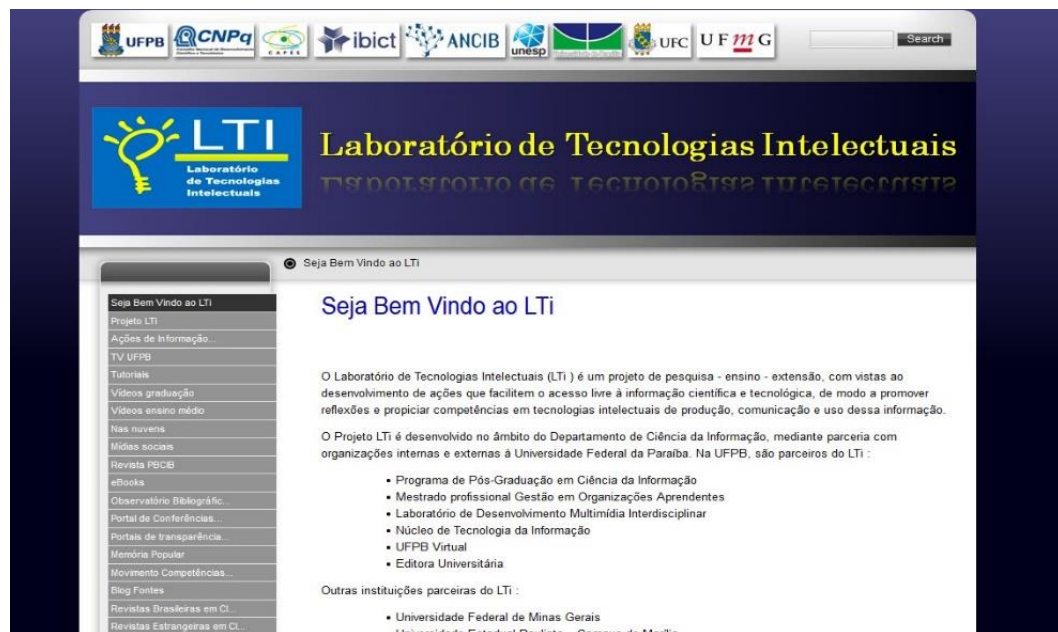 UFPB
CNPq
CAPES
ibict
ANCIB
unesp
UFC
UFmG
Search
LTI
Laboratório
de Tecnologias
Intelectuais
Laboratório de Tecnologias Intelectuais
Seja Bem Vindo ao LTi
Seja Bem Vindo ao LTi
Projeto LTi
Ações de Informação...
TV UFPB
Tutoriais
Vídeos graduação
Vídeos ensino médio
Nas nuvens
Mídias sociais
Revista PBCIB
eBooks
Observatório Bibliográfic...
Portal de Conferências...
Portais de transparência...
Memória Popular
Movimento Competências...
Blog Fontes
Revistas Brasileiras em CI...
Revistas Estrangeiras em CI...
Seja Bem Vindo ao LTi
O Laboratório de Tecnologias Intelectuais (LTi ) é um projeto de pesquisa - ensino - extensão, com vistas ao
desenvolvimento de ações que facilitem o acesso livre à informação científica e tecnológica, de modo a promover
reflexões e propiciar competências em tecnologias intelectuais de produção, comunicação e uso dessa informação.
O Projeto LTi é desenvolvido no âmbito do Departamento de Ciência da Informação, mediante parceria com
organizações internas e externas à Universidade Federal da Paraíba. Na UFPB, são parceiros do LTi :
• Programa de Pós-Graduação em Ciência da Informação
• Mestrado profissional Gestão em Organizações Aprendentes
• Laboratório de Desenvolvimento Multimídia Interdisciplinar
• Núcleo de Tecnologia da Informação
• UFPB Virtual
• Editora Universitária
Outras instituições parceiras do LTi :
• Universidade Federal de Minas Gerais
• Universidade Estadual Paulista - Campus de Marília